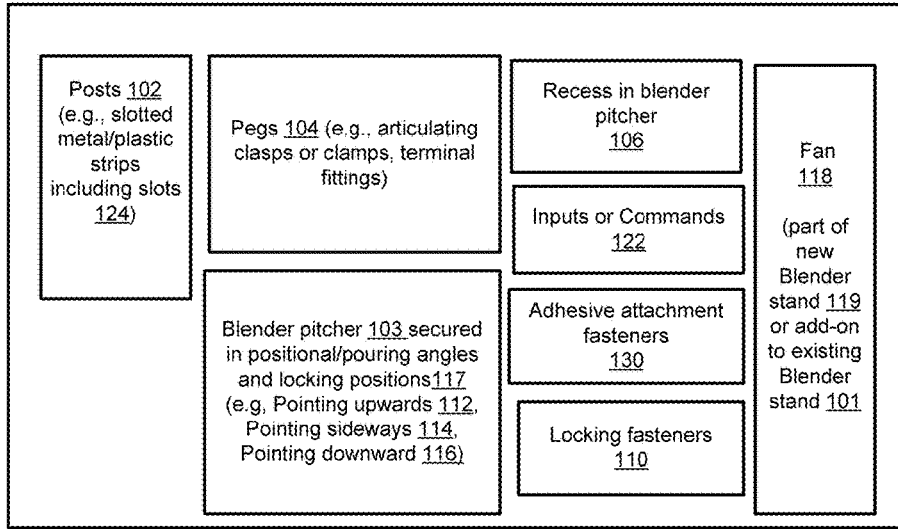 Posts 102
(e.g., slotted
metal/plastic
strips
including slots
124)
Pegs 104 (e.g., articulating
clasps or clamps, terminal
fittings)
Blender pitcher 103 secured
in positional/pouring angles
and locking positions117
(e.g, Pointing upwards 112,
Pointing sideways 114,
Pointing downward 116)
Recess in blender
pitcher
106
Inputs or Commands
122
Adhesive attachment
fasteners
130
Locking fasteners
110
Fan
118
(part of
new
Blender
stand 119
or add-on
to existing
Blender
stand 101